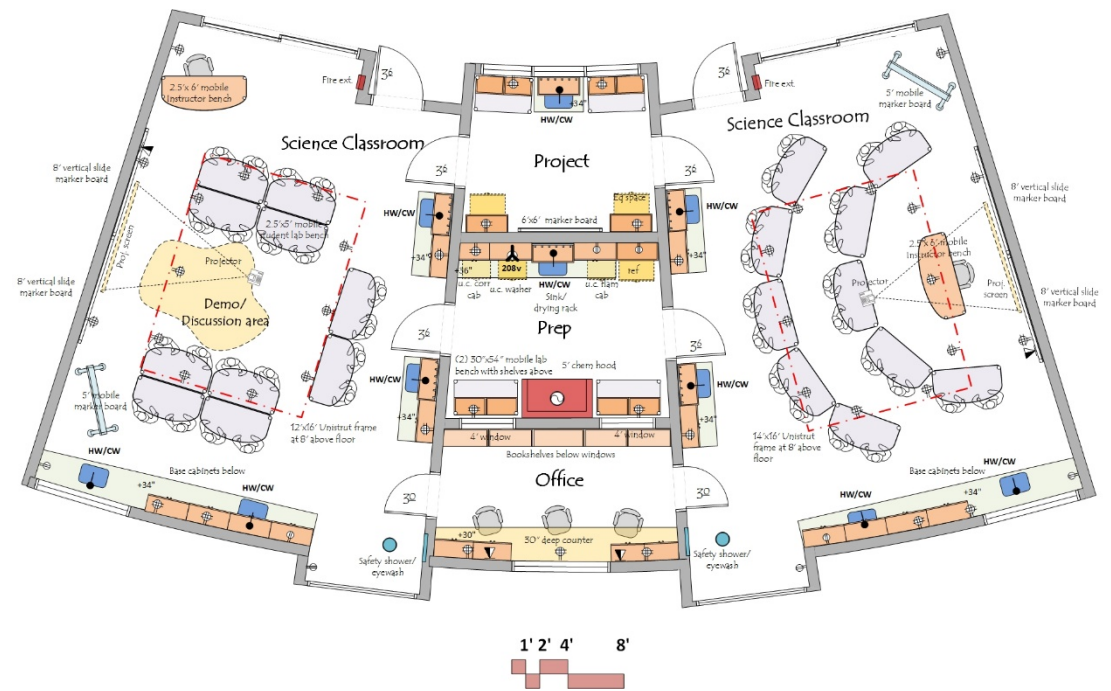 36
36
Fire ext.
Fire ext.
2.5'x 6' mobile
Instructor bench
5' mobile
marker board
+34"
HW/CW
Science Classroom
Science Classroom
Project
8' vertical slide
marker board
8' vertical slide
marker board
36
36
Eq space
6'x6' marker board
HW/CW
HW/CW
2.5'x5' mobile
student lab bench
2.5'x 6' mobile
Instructor bench
+34"
+34"
+36"
208v
ref
u.c. corr
cab
u.c. washer
HW/CW
u.c. flam
cab
Sink/
drying rack
Proj. screen
Projector
Projector
Proj.
screen
8' vertical slide
marker board
8' vertical slide
marker board
Demo/
Discussion area
Prep
36
36
(2) 30"x54" mobile lab
bench with shelves above
5' chem hood
HW/CW
HW/CW
5' mobile
marker board
+34"
+34"
12'x16' Unistrut frame
at 8' above floor
14'x16' Unistrut
frame at 8' above
floor
4' window
4' window
Bookshelves below windows
HW/CW
Base cabinets below
Base cabinets below
HW/CW
Office
+34"
HW/CW
HW/CW
+34"
30
30
+30"
30" deep counter
Safety shower/
eyewash
Safety shower/
eyewash
1' 2' 4' 8'